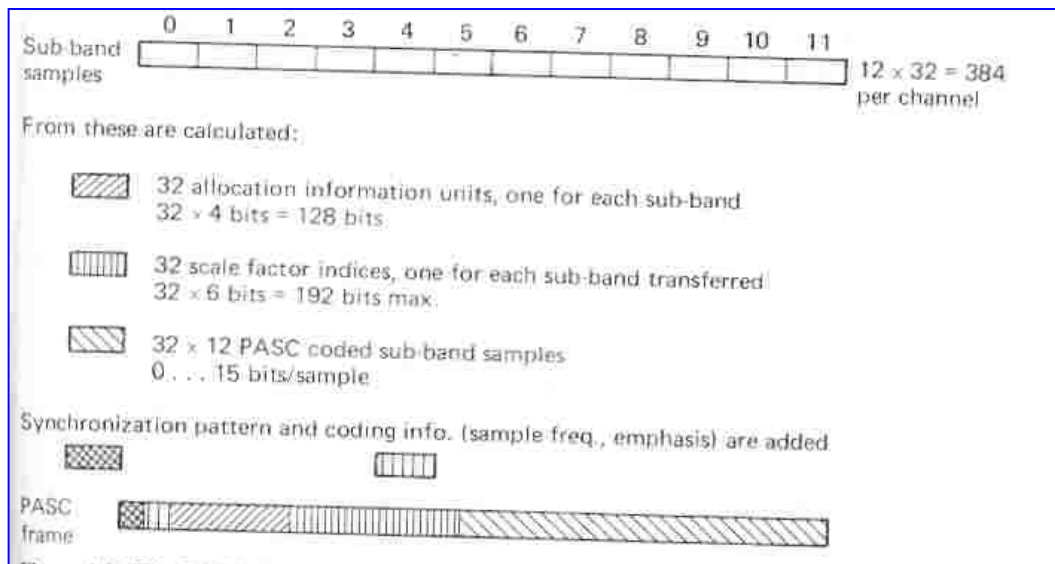 0 1 2 3 4 5 6 7 8 9 10 11
Sub-band
samples
12 × 32 = 384
per channel
From these are calculated:
32 allocation information units, one for each sub-band
32 × 4 bits = 128 bits
32 scale factor indices, one for each sub-band transferred
32 × 6 bits = 192 bits max.
32 × 12 PASC coded sub-band samples
0 . . . 15 bits/sample
Synchronization pattern and coding info. (sample freq., emphasis) are added
PASC
frame